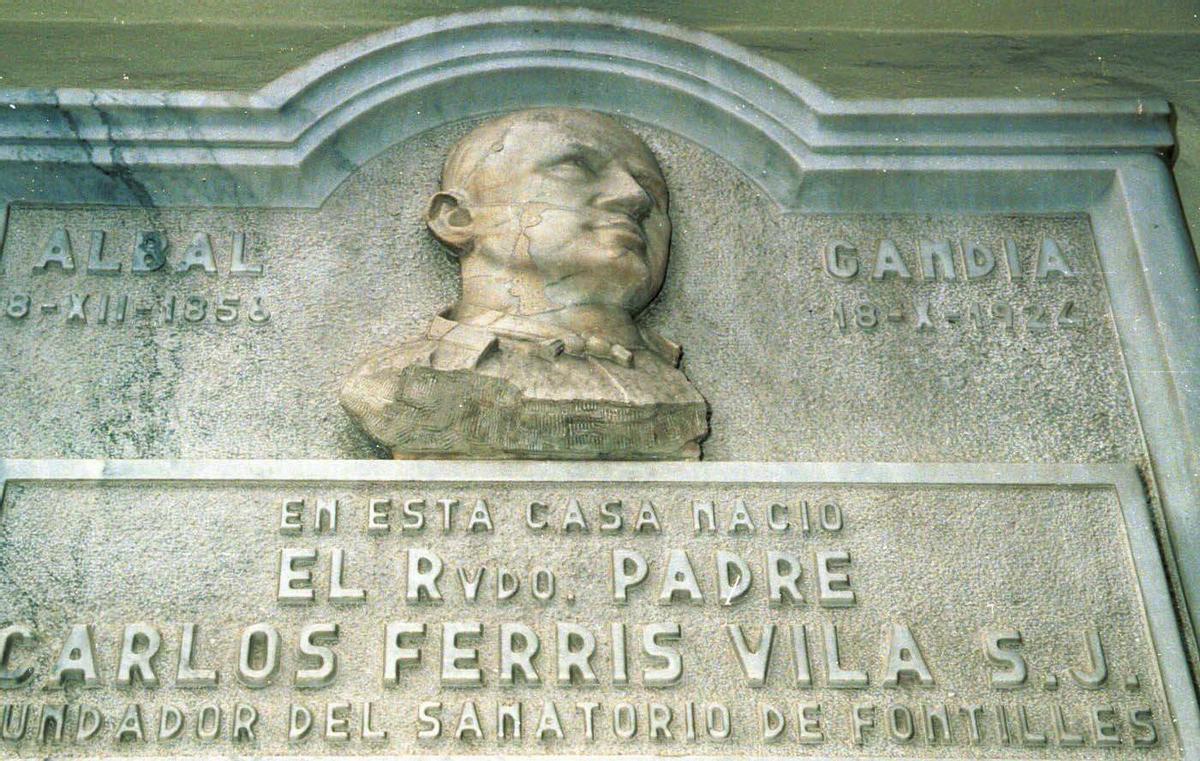 ALBAL
8-XII-1856
GANDIA
18-X-1924
EN ESTA CASA NACIO
EL RVDO. PADRE
CARLOS FERRIS VILA S.J.
UNDADOR DEL SANATORIO DE FONTILLES